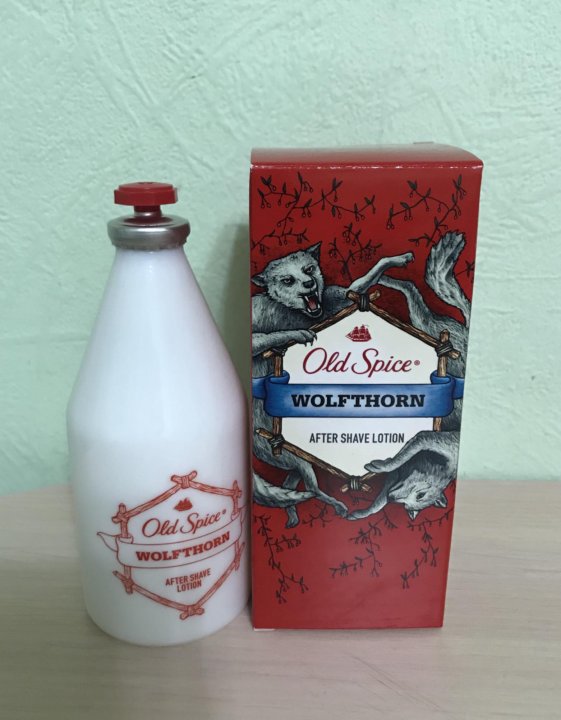 Old Spice®
WOLFTHORN
AFTER SHAVE
LOTION
Old Spice®
WOLFTHORN
AFTER SHAVE LOTION